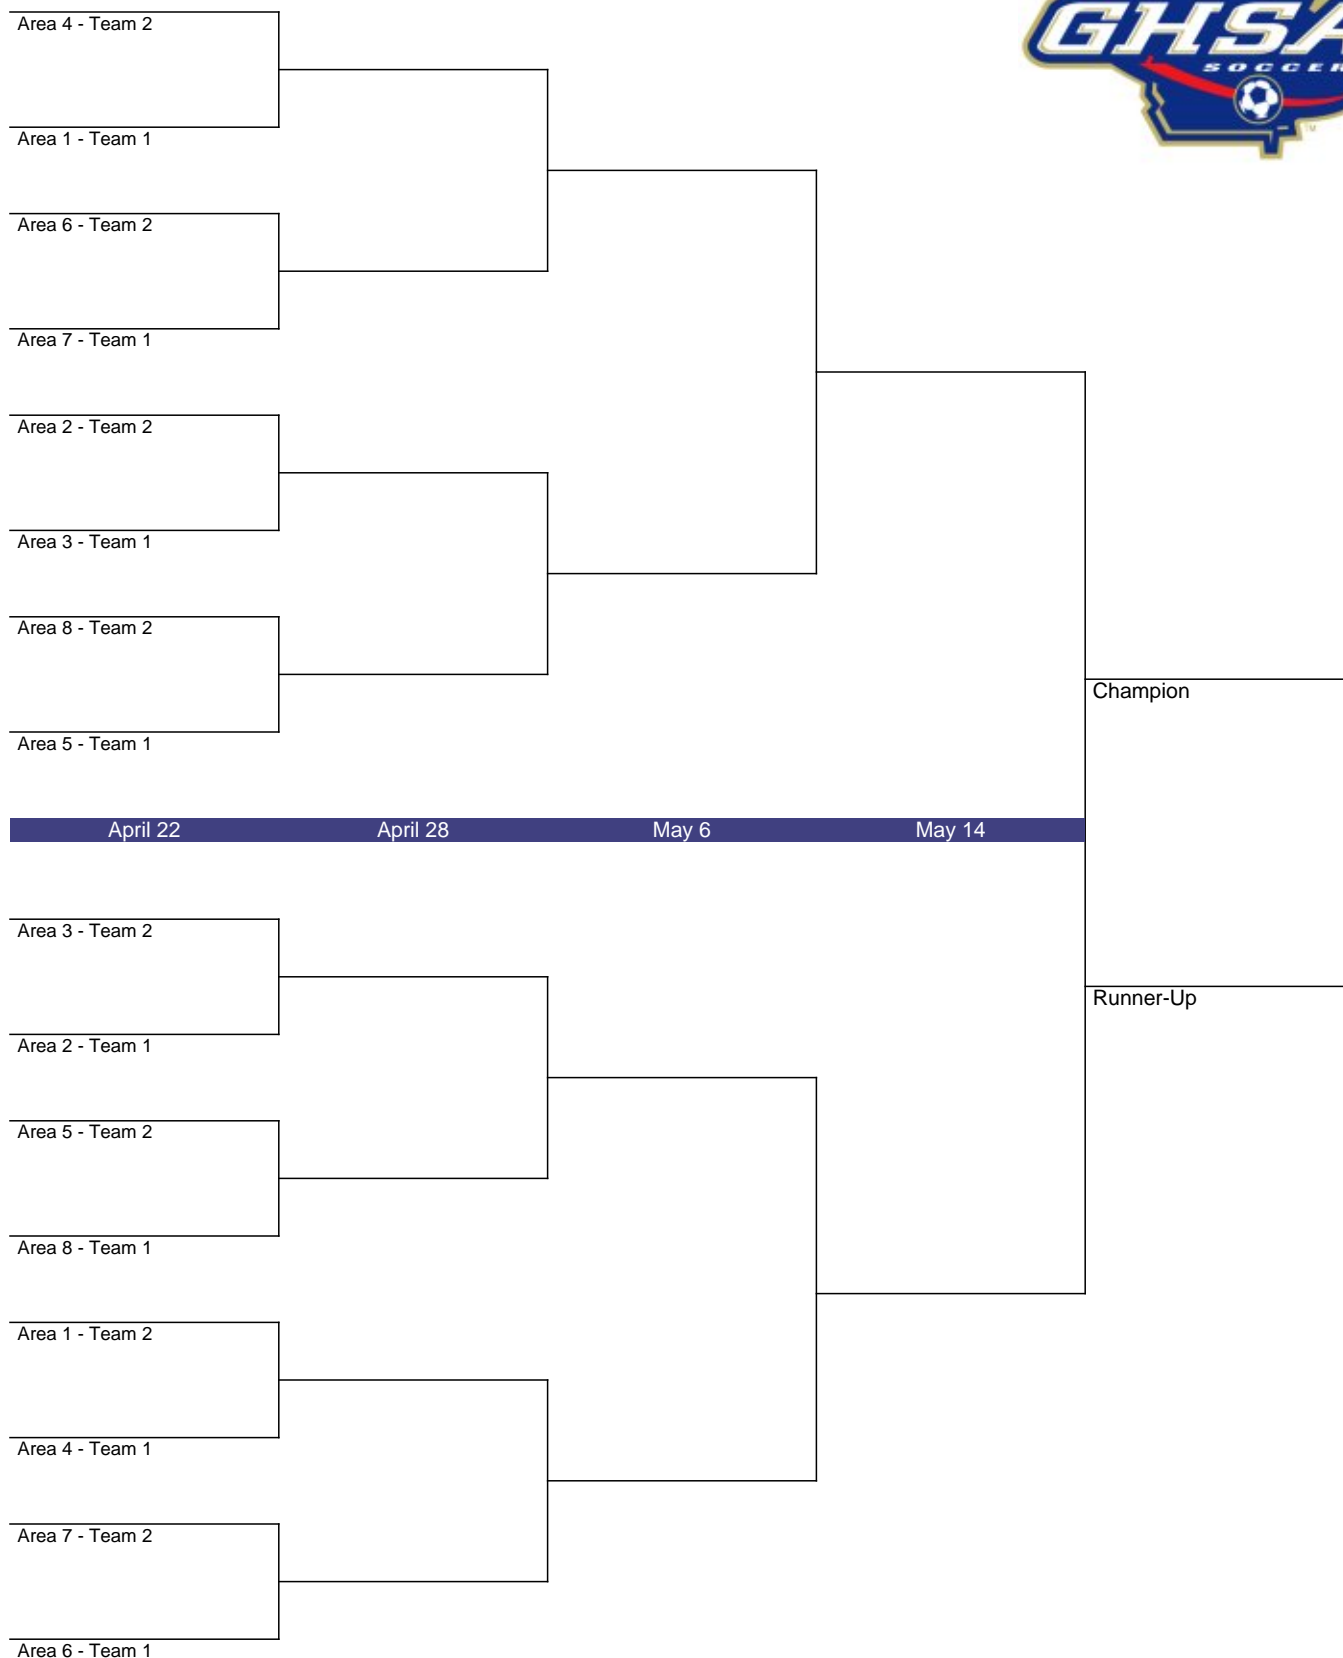 GHSA
SOCCER
Area 4 - Team 2
Area 1 - Team 1
Area 6 - Team 2
Area 7 - Team 1
Area 2 - Team 2
Area 3 - Team 1
Area 8 - Team 2
Area 5 - Team 1
Champion
April 22 April 28 May 6 May 14
Area 3 - Team 2
Runner-Up
Area 2 - Team 1
Area 5 - Team 2
Area 8 - Team 1
Area 1 - Team 2
Area 4 - Team 1
Area 7 - Team 2
Area 6 - Team 1